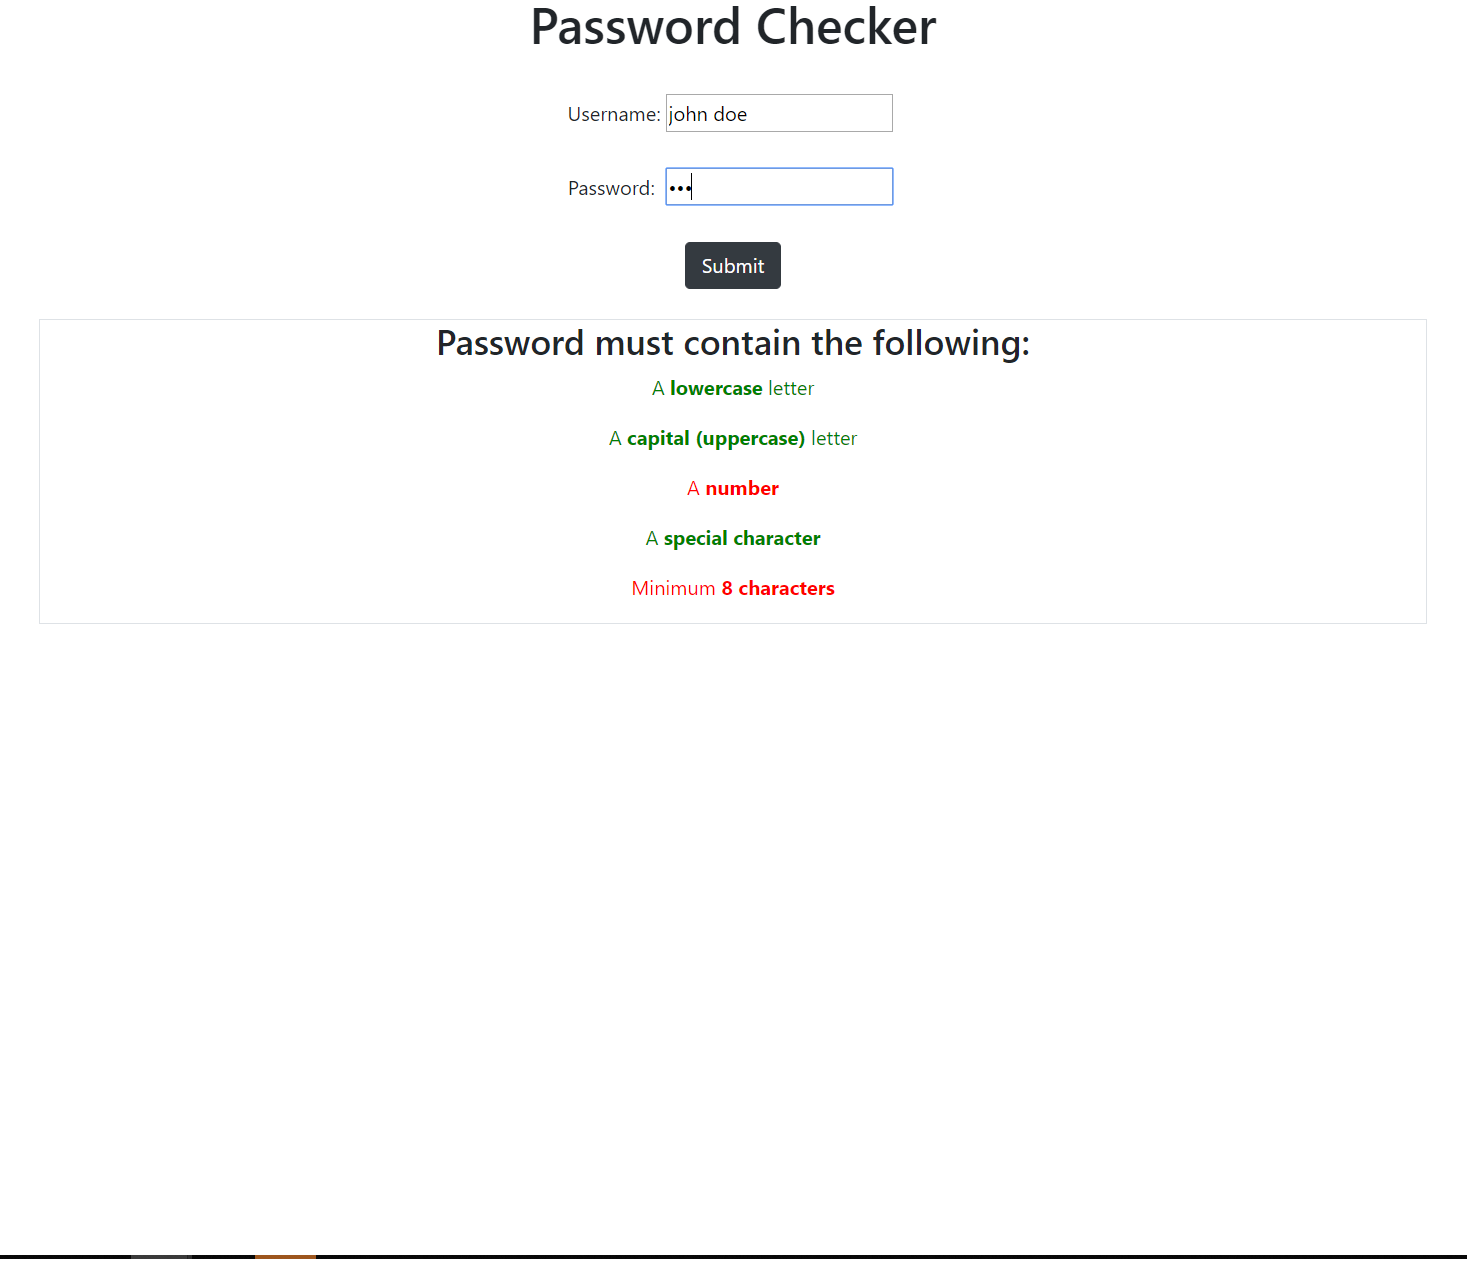 Password Checker
Username: john doe
Password: •••
Submit
Password must contain the following:
A lowercase letter
A capital (uppercase) letter
A number
A special character
Minimum 8 characters